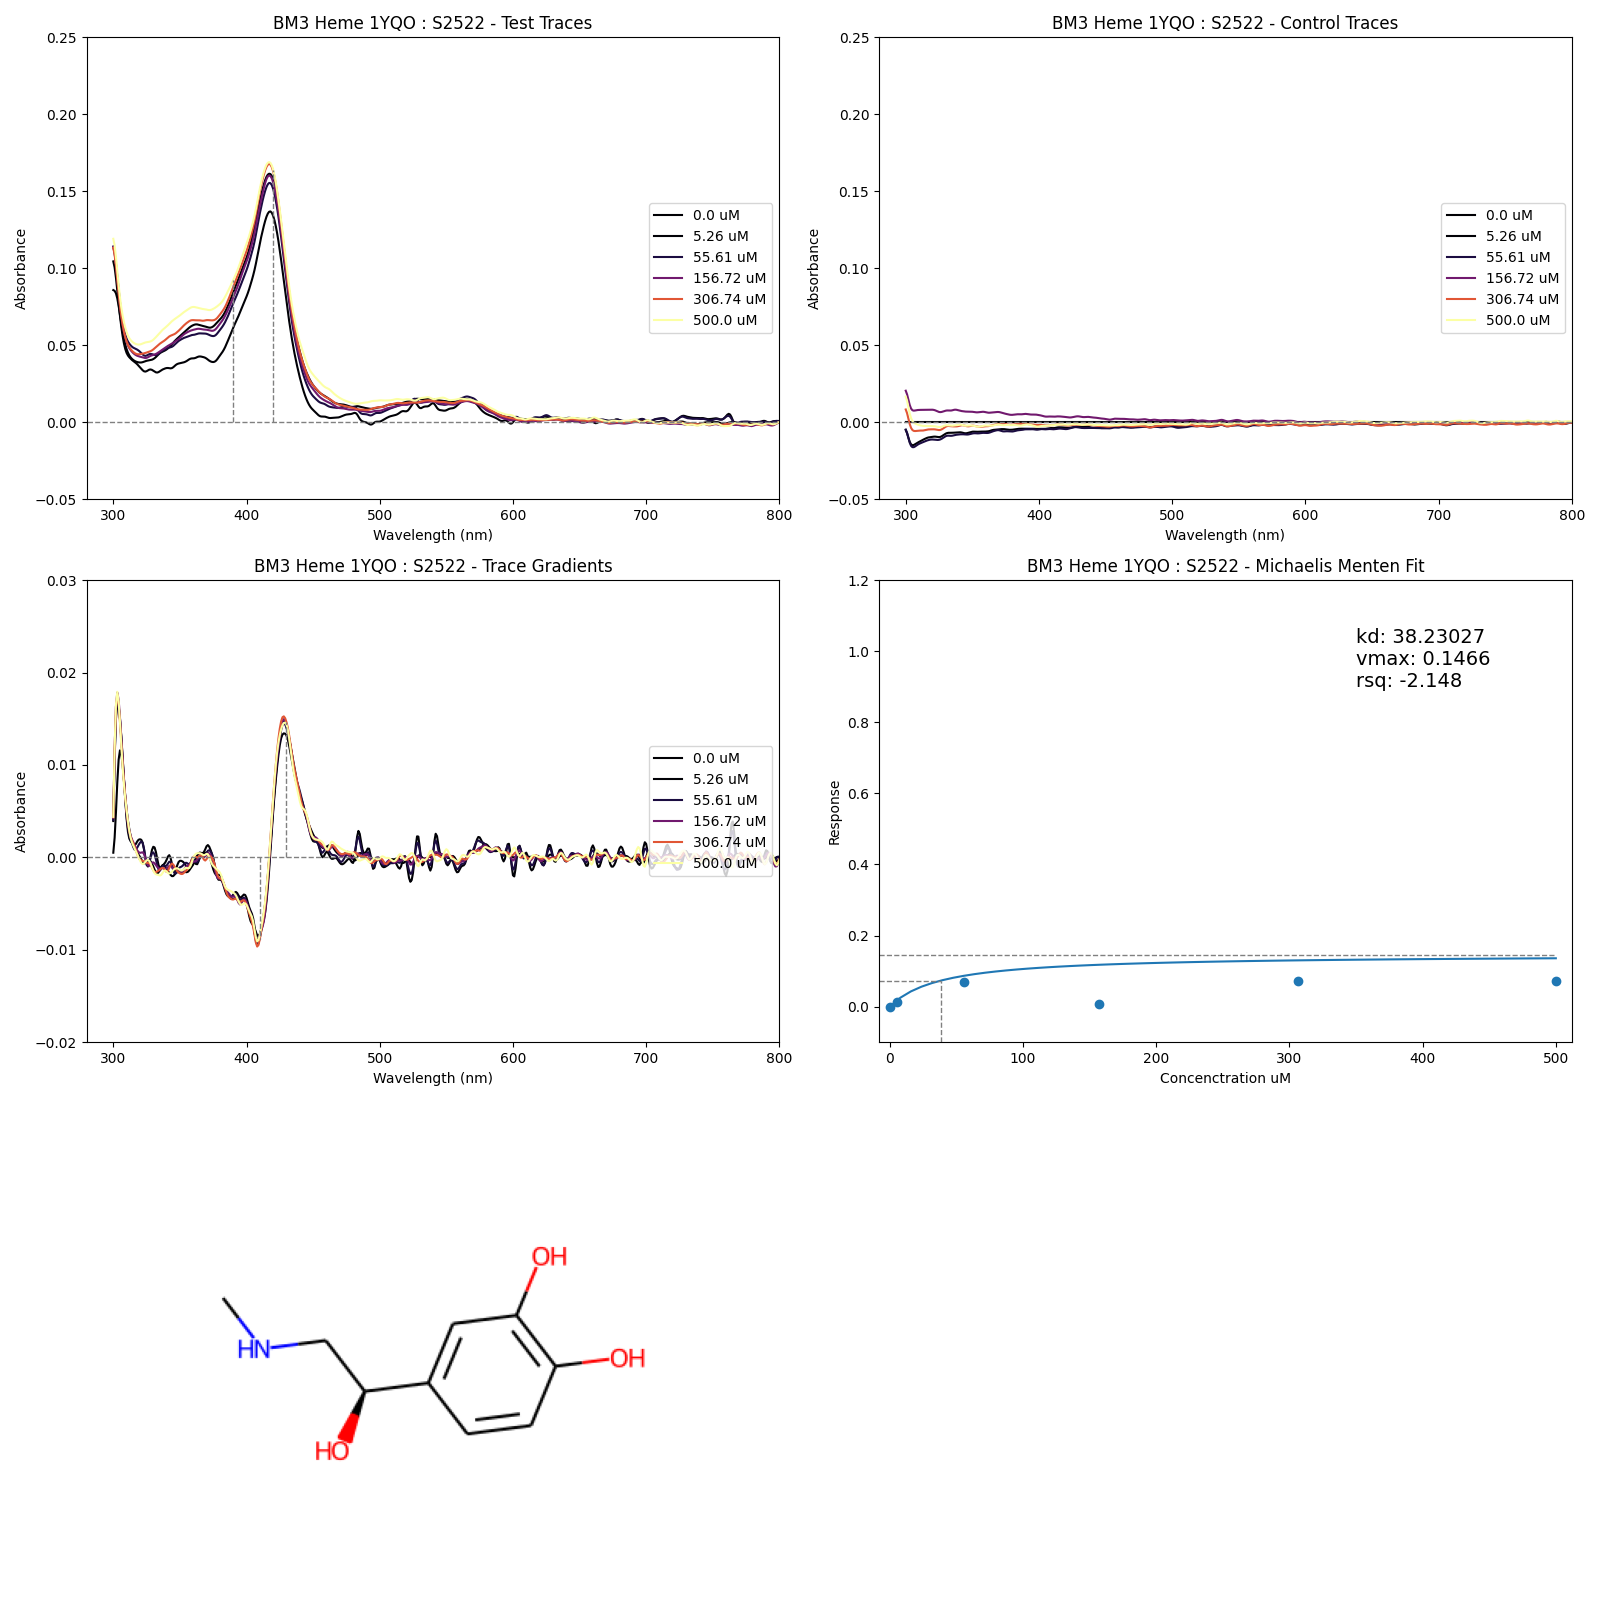 BM3 Heme 1YQO : S2522 - Test Traces
0.25
0.20
0.15
0.10
0.05
0.00
−0.05
Absorbance
300 400 500 600 700 800
Wavelength (nm)
0.0 uM
5.26 uM
55.61 uM
156.72 uM
306.74 uM
500.0 uM
BM3 Heme 1YQO : S2522 - Control Traces
0.25
0.20
0.15
0.10
0.05
0.00
−0.05
Absorbance
300 400 500 600 700 800
Wavelength (nm)
0.0 uM
5.26 uM
55.61 uM
156.72 uM
306.74 uM
500.0 uM
BM3 Heme 1YQO : S2522 - Trace Gradients
0.03
0.02
0.01
0.00
−0.01
−0.02
Absorbance
300 400 500 600 700 800
Wavelength (nm)
0.0 uM
5.26 uM
55.61 uM
156.72 uM
306.74 uM
500.0 uM
BM3 Heme 1YQO : S2522 - Michaelis Menten Fit
1.2
1.0
0.8
0.6
0.4
0.2
0.0
Response
kd: 38.23027
vmax: 0.1466
rsq: -2.148
0 100 200 300 400 500
Concenctration uM
OH
HN
OH
HO